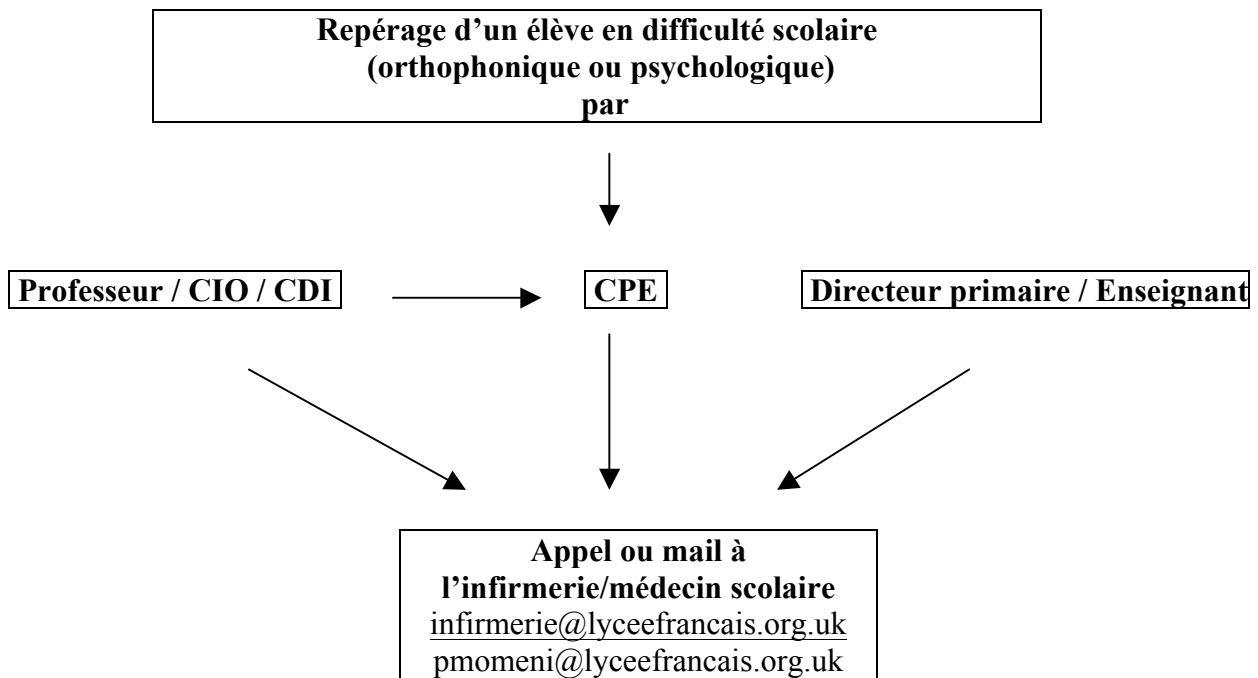 Repérage d’un élève en difficulté scolaire
(orthophonique ou psychologique)
par
Professeur / CIO / CDI
CPE
Directeur primaire / Enseignant
Appel ou mail à
l’infirmerie/médecin scolaire
infirmerie@lyceefrancais.org.uk
pmomeni@lyceefrancais.org.uk